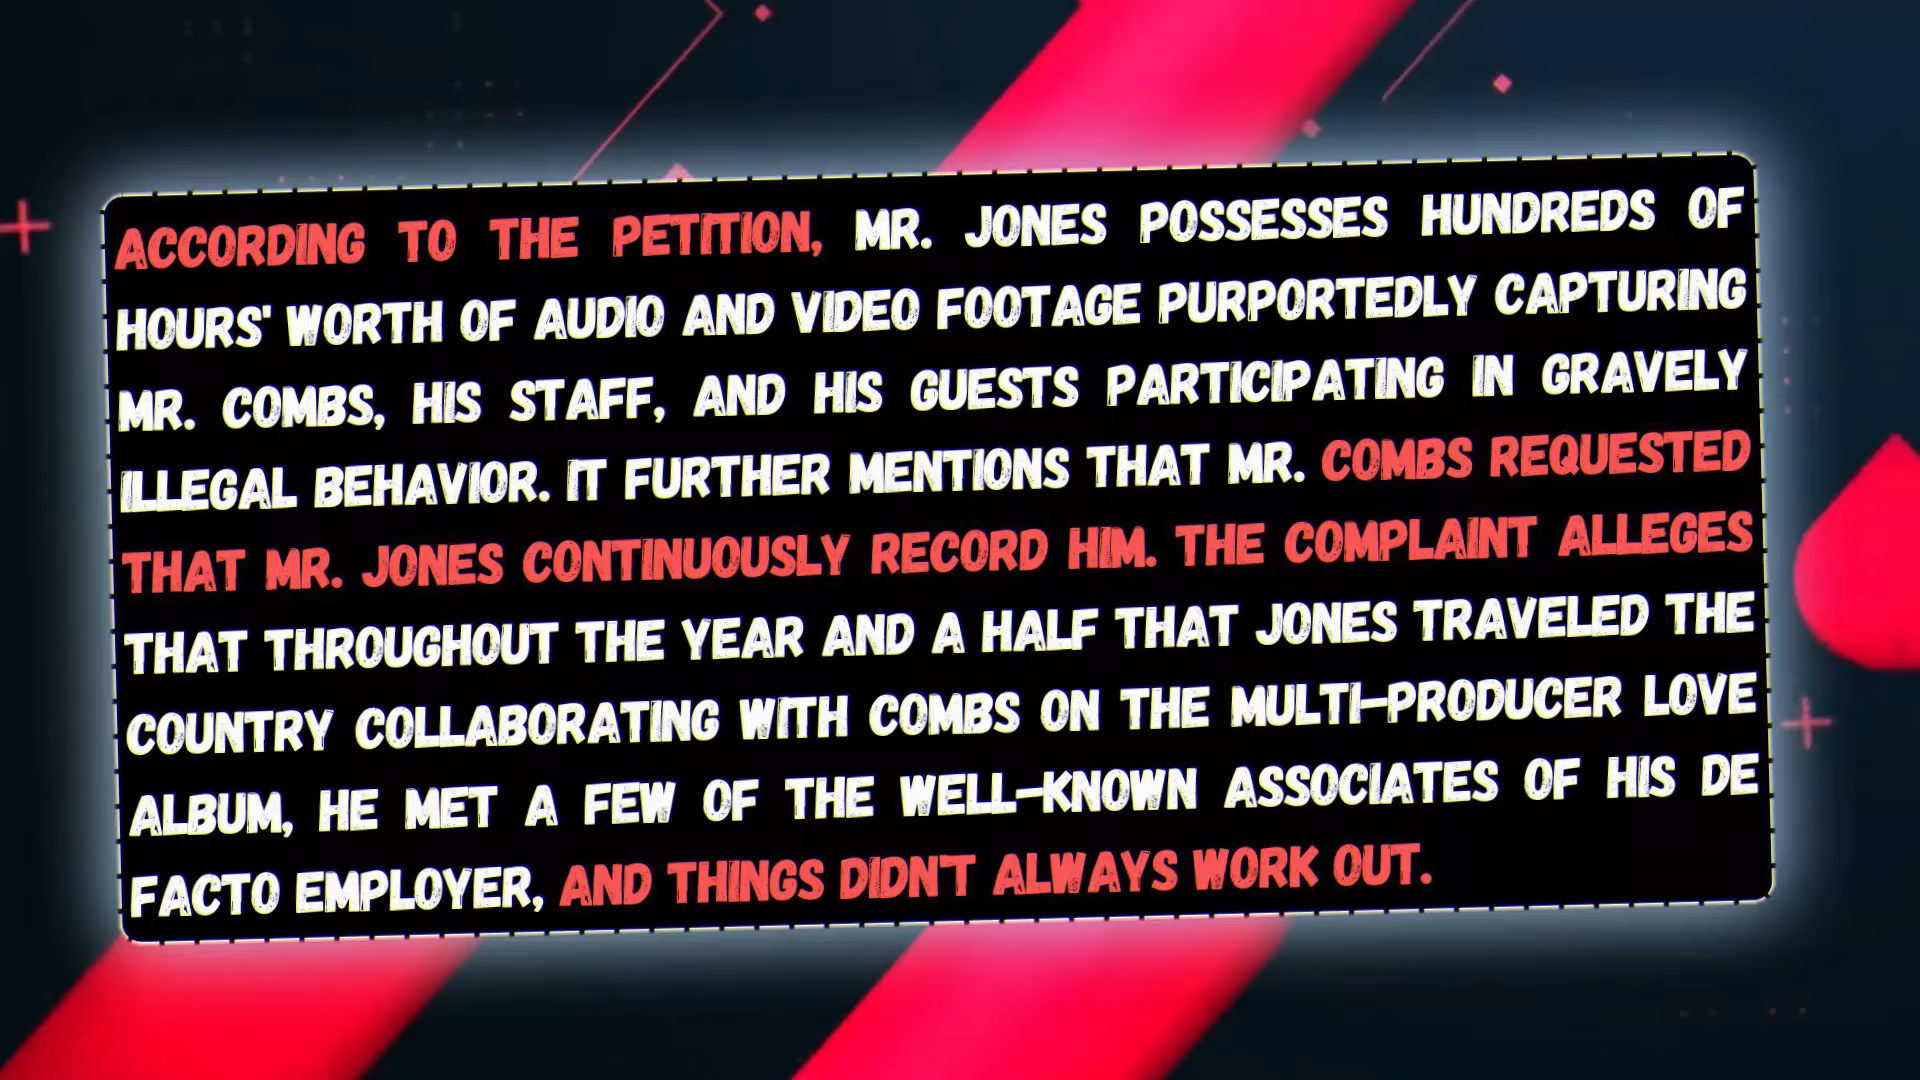 ACCORDING TO THE PETITION, MR. JONES POSSESSES HUNDREDS OF
HOURS' WORTH OF AUDIO AND VIDEO FOOTAGE PURPORTEDLY CAPTURING
MR. COMBS, HIS STAFF, AND HIS GUESTS PARTICIPATING IN GRAVELY
ILLEGAL BEHAVIOR. IT FURTHER MENTIONS THAT MR. COMBS REQUESTED
THAT MR. JONES CONTINUOUSLY RECORD HIM. THE COMPLAINT ALLEGES
THAT THROUGHOUT THE YEAR AND A HALF THAT JONES TRAVELED THE
COUNTRY COLLABORATING WITH COMBS ON THE MULTI-PRODUCER LOVE
ALBUM, HE MET A FEW OF THE WELL-KNOWN ASSOCIATES OF HIS DE
FACTO EMPLOYER, AND THINGS DIDN'T ALWAYS WORK OUT.